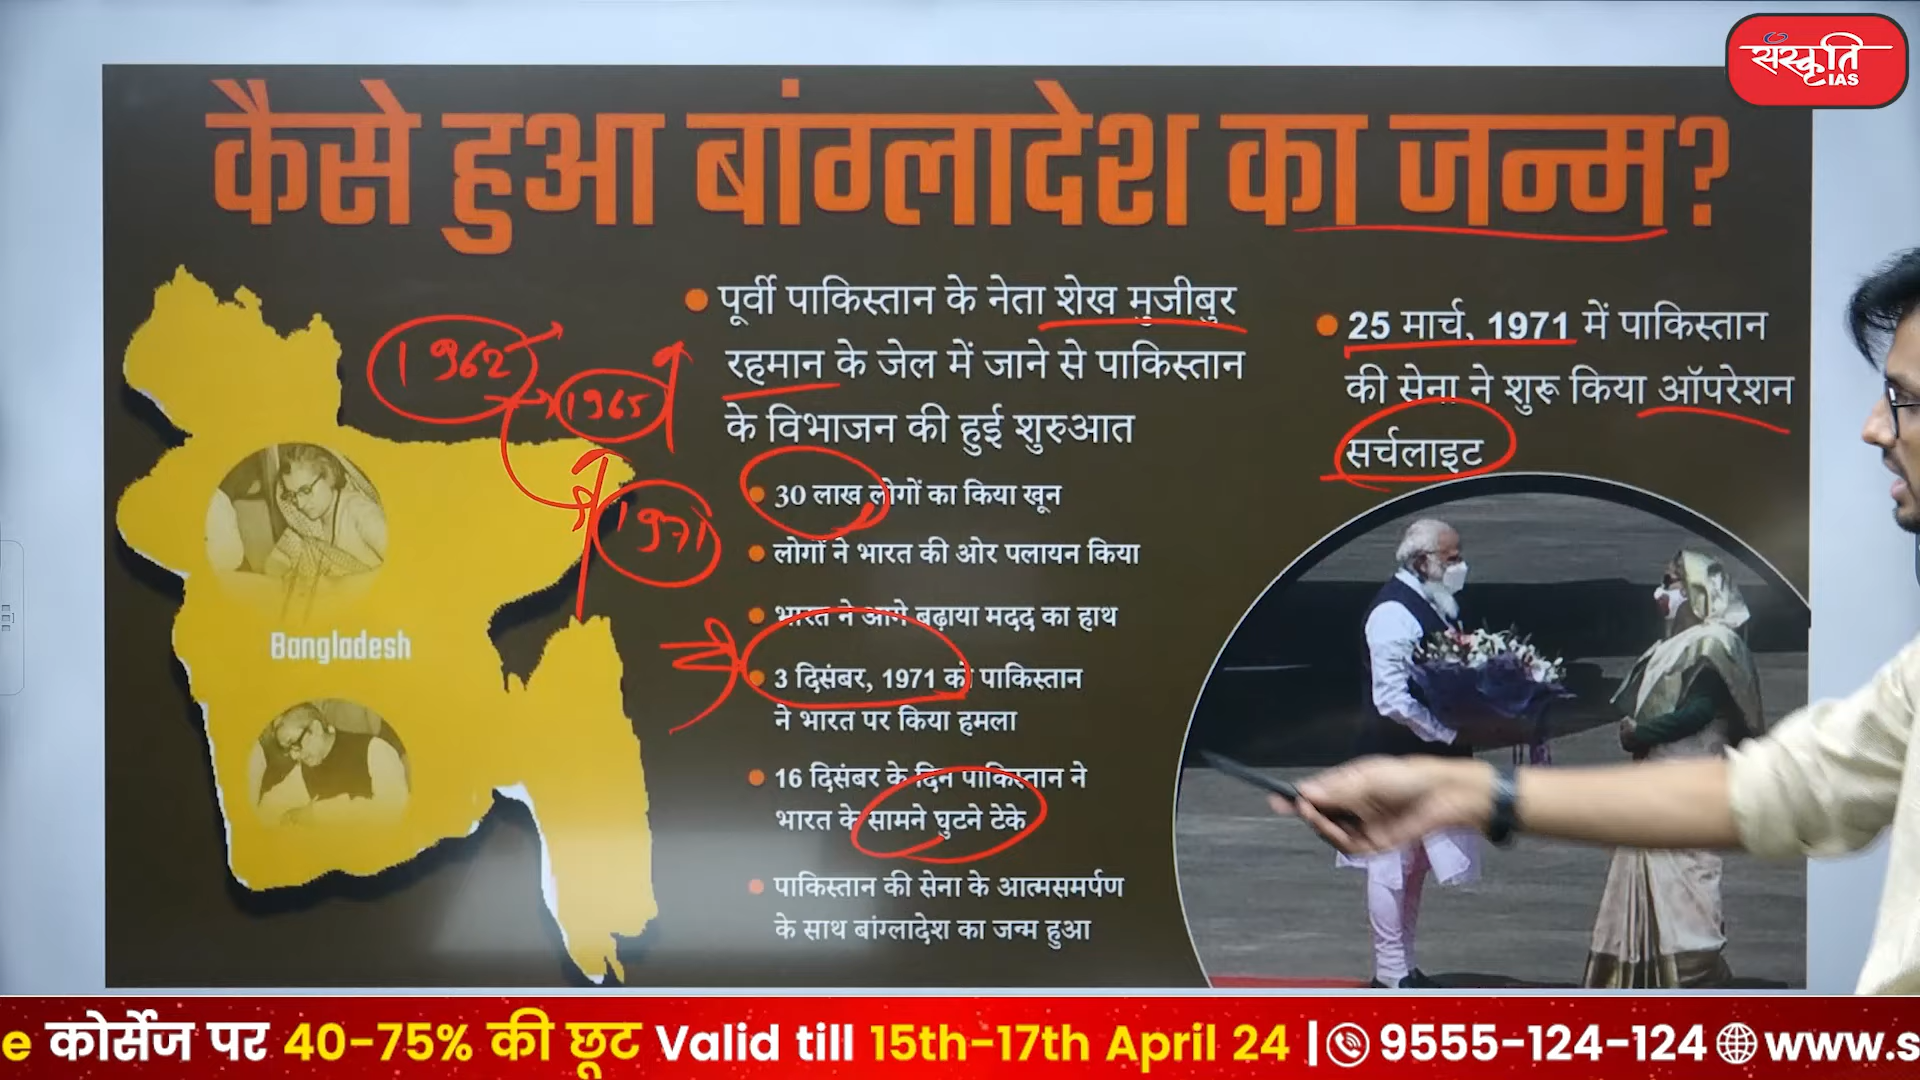 संस्कृति
IAS
कैसे हुआ बांग्लादेश का जन्म?
पूर्वी पाकिस्तान के नेता शेख मुजीबुर
रहमान के जेल में जाने से पाकिस्तान
के विभाजन की हुई शुरुआत
30 लाख लोगों का किया खून
लोगों ने भारत की ओर पलायन किया
भारत ने आगे बढ़ाया मदद का हाथ
3 दिसंबर, 1971 को पाकिस्तान
ने भारत पर किया हमला
16 दिसंबर के दिन पाकिस्तान ने
भारत के सामने घुटने टेके
पाकिस्तान की सेना के आत्मसमर्पण
के साथ बांग्लादेश का जन्म हुआ
25 मार्च, 1971 में पाकिस्तान
की सेना ने शुरू किया ऑपरेशन
सर्चलाइट
1962
1965
1971
Bangladesh
e कोर्सेज पर 40-75% की छूट Valid till 15th-17th April 24 | 9555-124-124 www.s